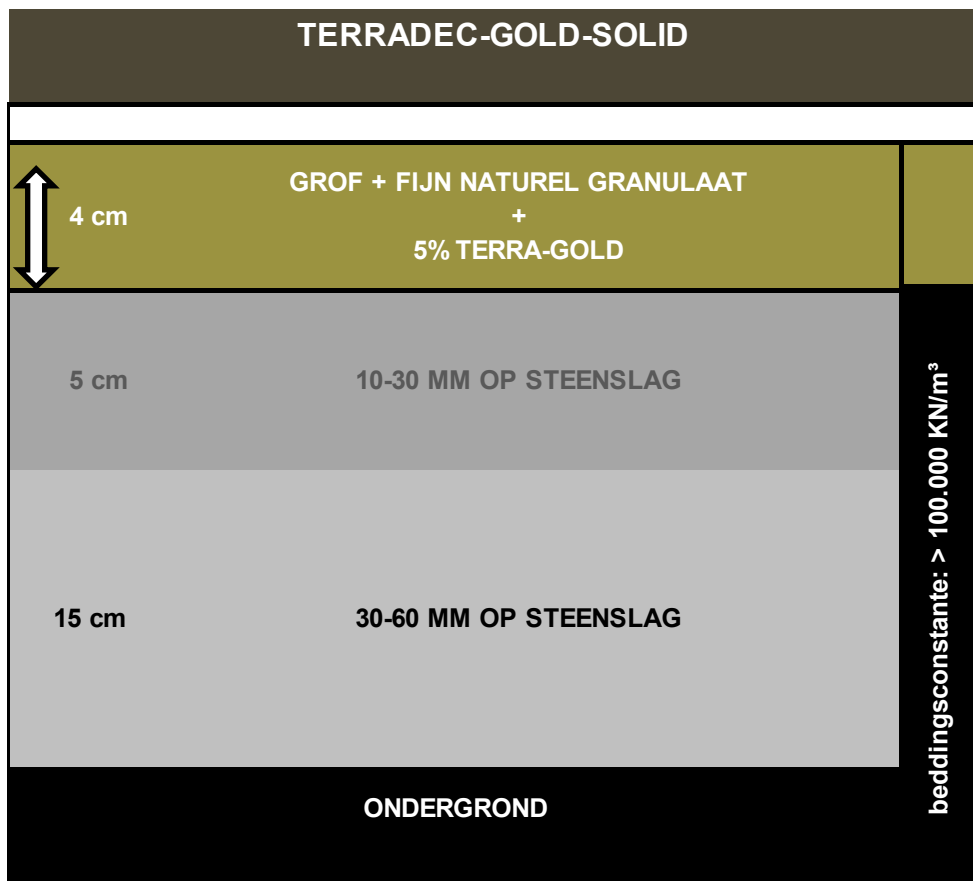 TERRADEC-GOLD-SOLID
4 cm
GROF + FIJN NATUREL GRANULAAT
+
5% TERRA-GOLD
5 cm
10-30 MM OP STEENSLAG
15 cm
30-60 MM OP STEENSLAG
beddingsconstante: > 100.000 KN/m³
ONDERGROND